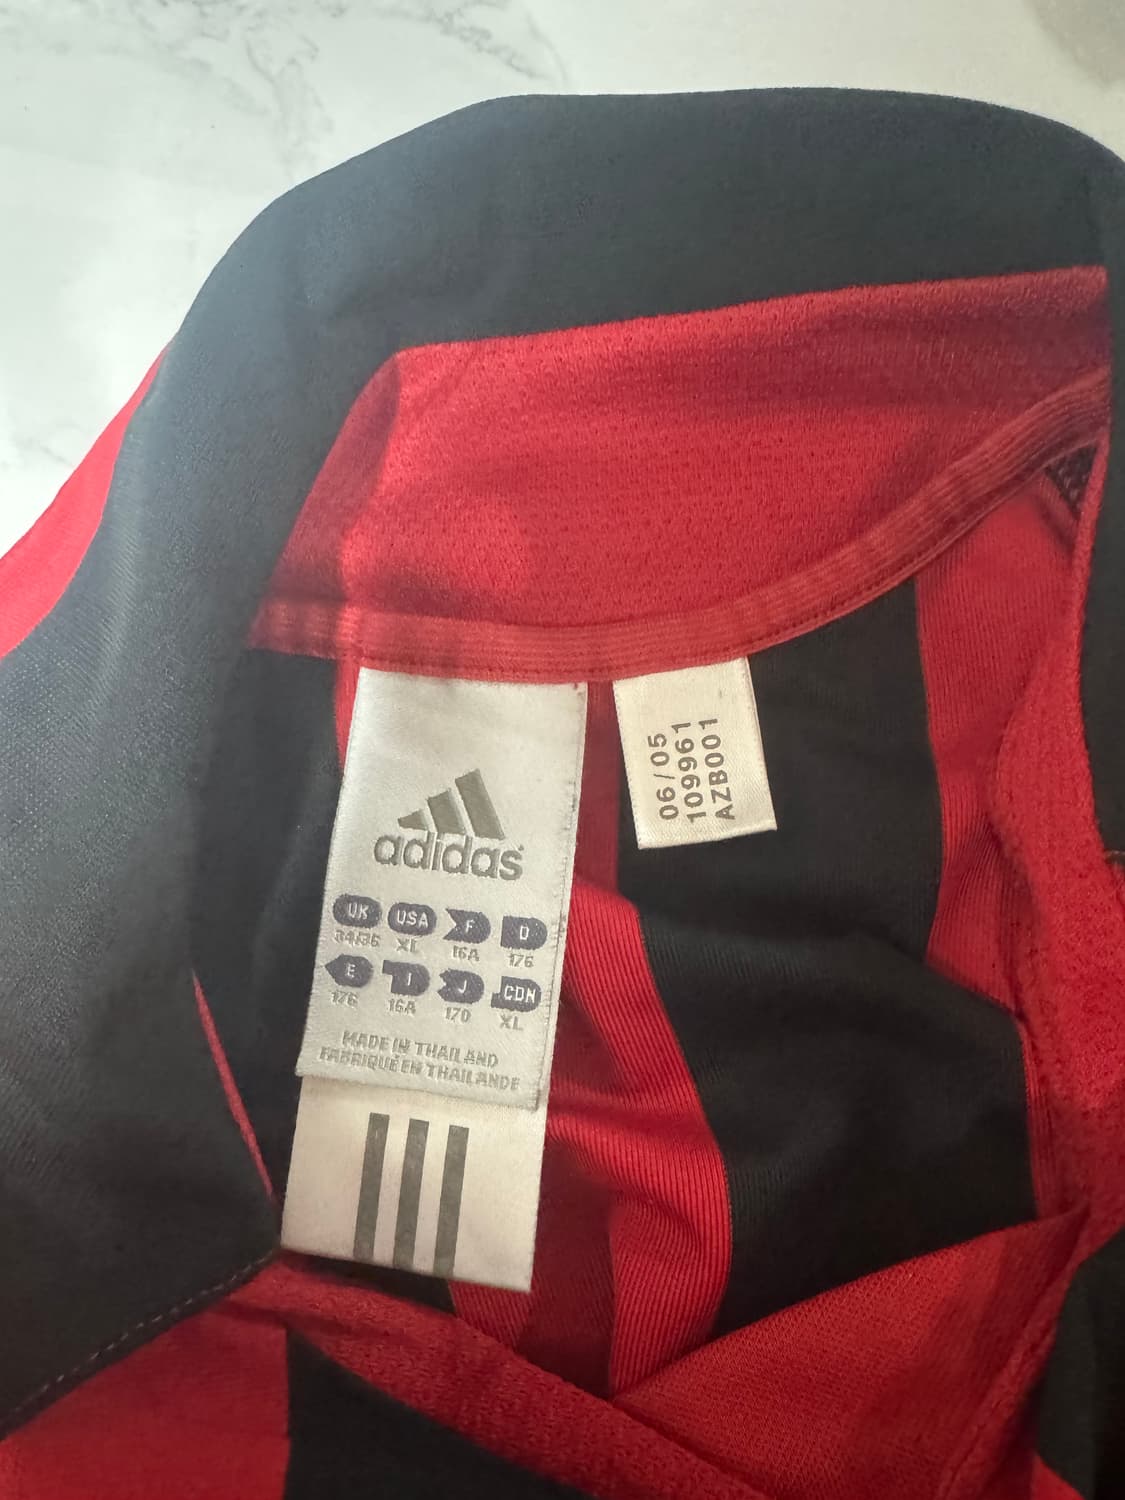 adidas
UK USA F D
34/36 XL 16A 176
E I J CDN
176 16A 170 XL
MADE IN THAILAND
FABRIQUÉ EN THAILANDE
06/05
109961
AZB001